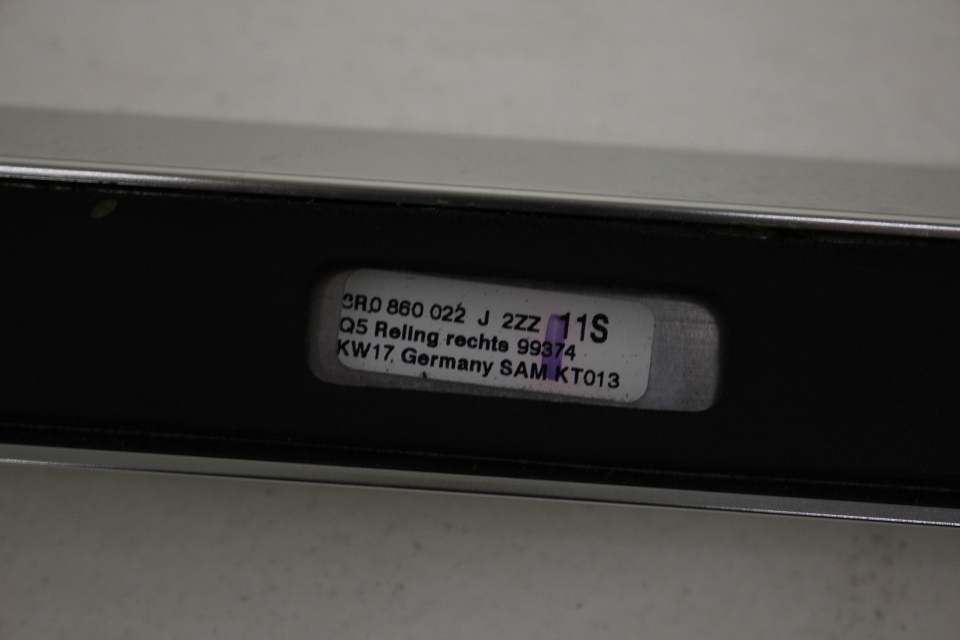 8R0 860 022 J 2ZZ 11S
Q5 Reling rechts 99374
KW17 Germany SAM KT013